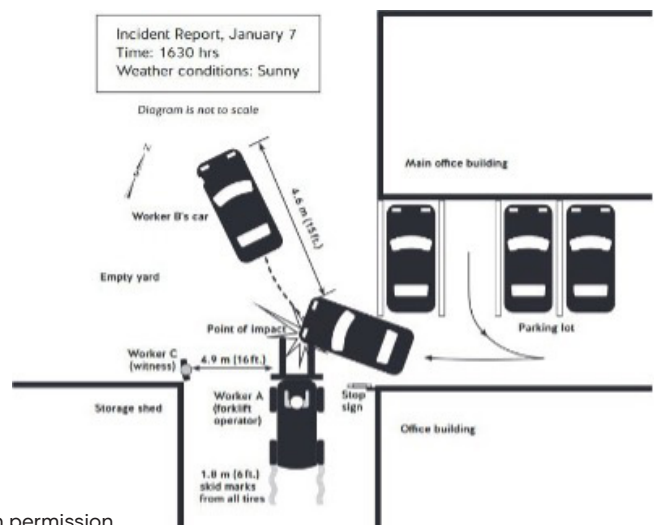 Incident Report, January 7
Time: 1630 hrs
Weather conditions: Sunny
Diagram is not to scale
Main office building
Worker B's car
4.6 m (15ft.)
Empty yard
Point of impact
Parking lot
Worker C
(witness)
4.9 m (16ft.)
Storage shed
Worker A
(forklift
operator)
Stop
sign
Office building
1.8 m (6 ft.)
skid marks
from all tires
permission